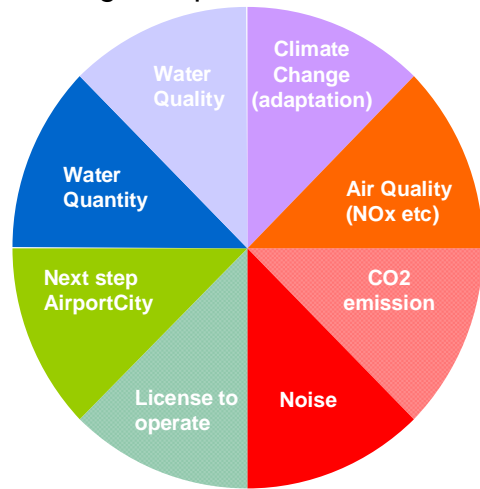 Climate
Change
(adaptation)
Air Quality
(NOx etc)
CO2
emission
Noise
License to
operate
Next step
AirportCity
Water
Quantity
Water
Quality